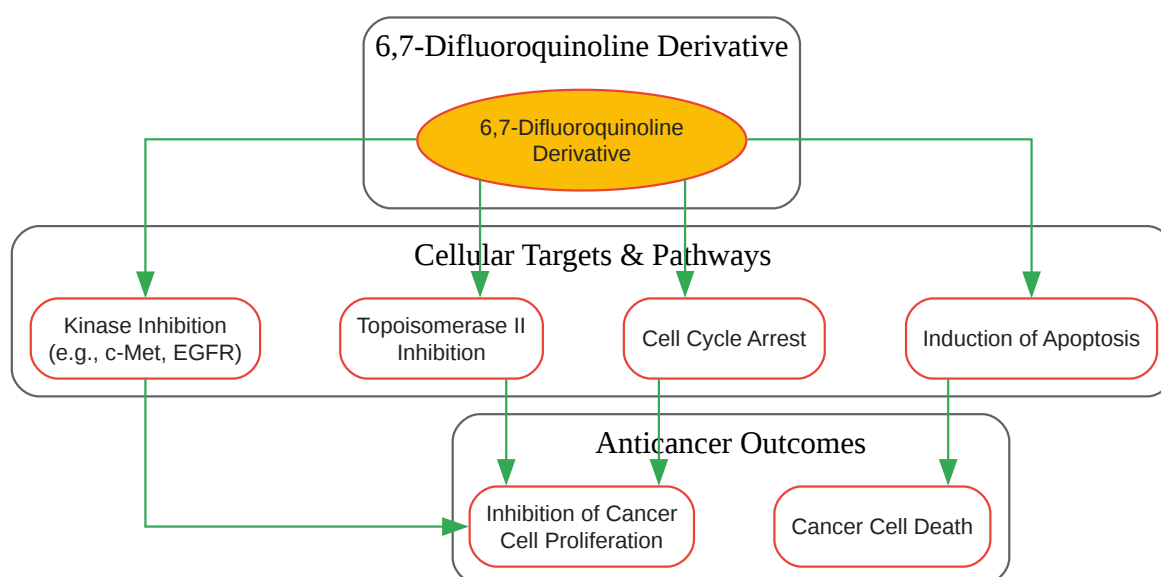 6,7-Difluoroquinoline Derivative
6,7-Difluoroquinoline
Derivative
Cellular Targets & Pathways
Kinase Inhibition
(e.g., c-Met, EGFR)
Topoisomerase II
Inhibition
Cell Cycle Arrest
Induction of Apoptosis
Anticancer Outcomes
Inhibition of Cancer
Cell Proliferation
Cancer Cell Death